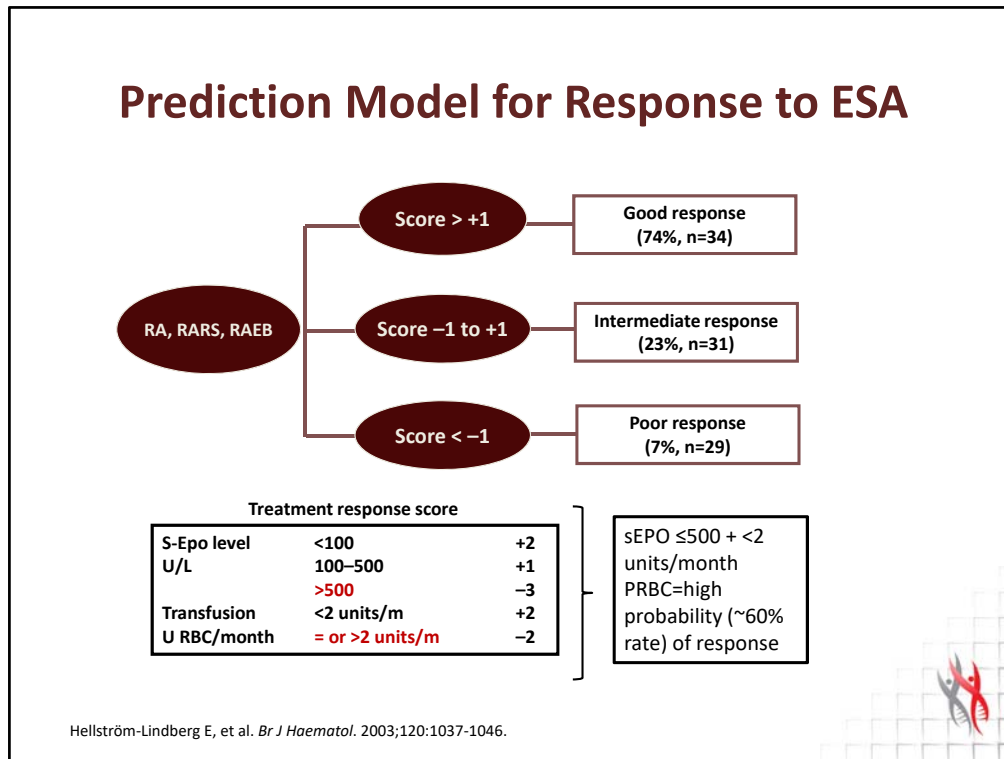 Prediction Model for Response to ESA
Score > +1
Good response
(74%, n=34)
RA, RARS, RAEB
Score –1 to +1
Intermediate response
(23%, n=31)
Score < –1
Poor response
(7%, n=29)
Treatment response score
S-Epo level <100 +2
U/L 100–500 +1
>500 –3
Transfusion <2 units/m +2
U RBC/month = or >2 units/m –2
sEPO ≤500 + <2
units/month
PRBC=high
probability (~60%
rate) of response
Hellström-Lindberg E, et al. Br J Haematol. 2003;120:1037-1046.